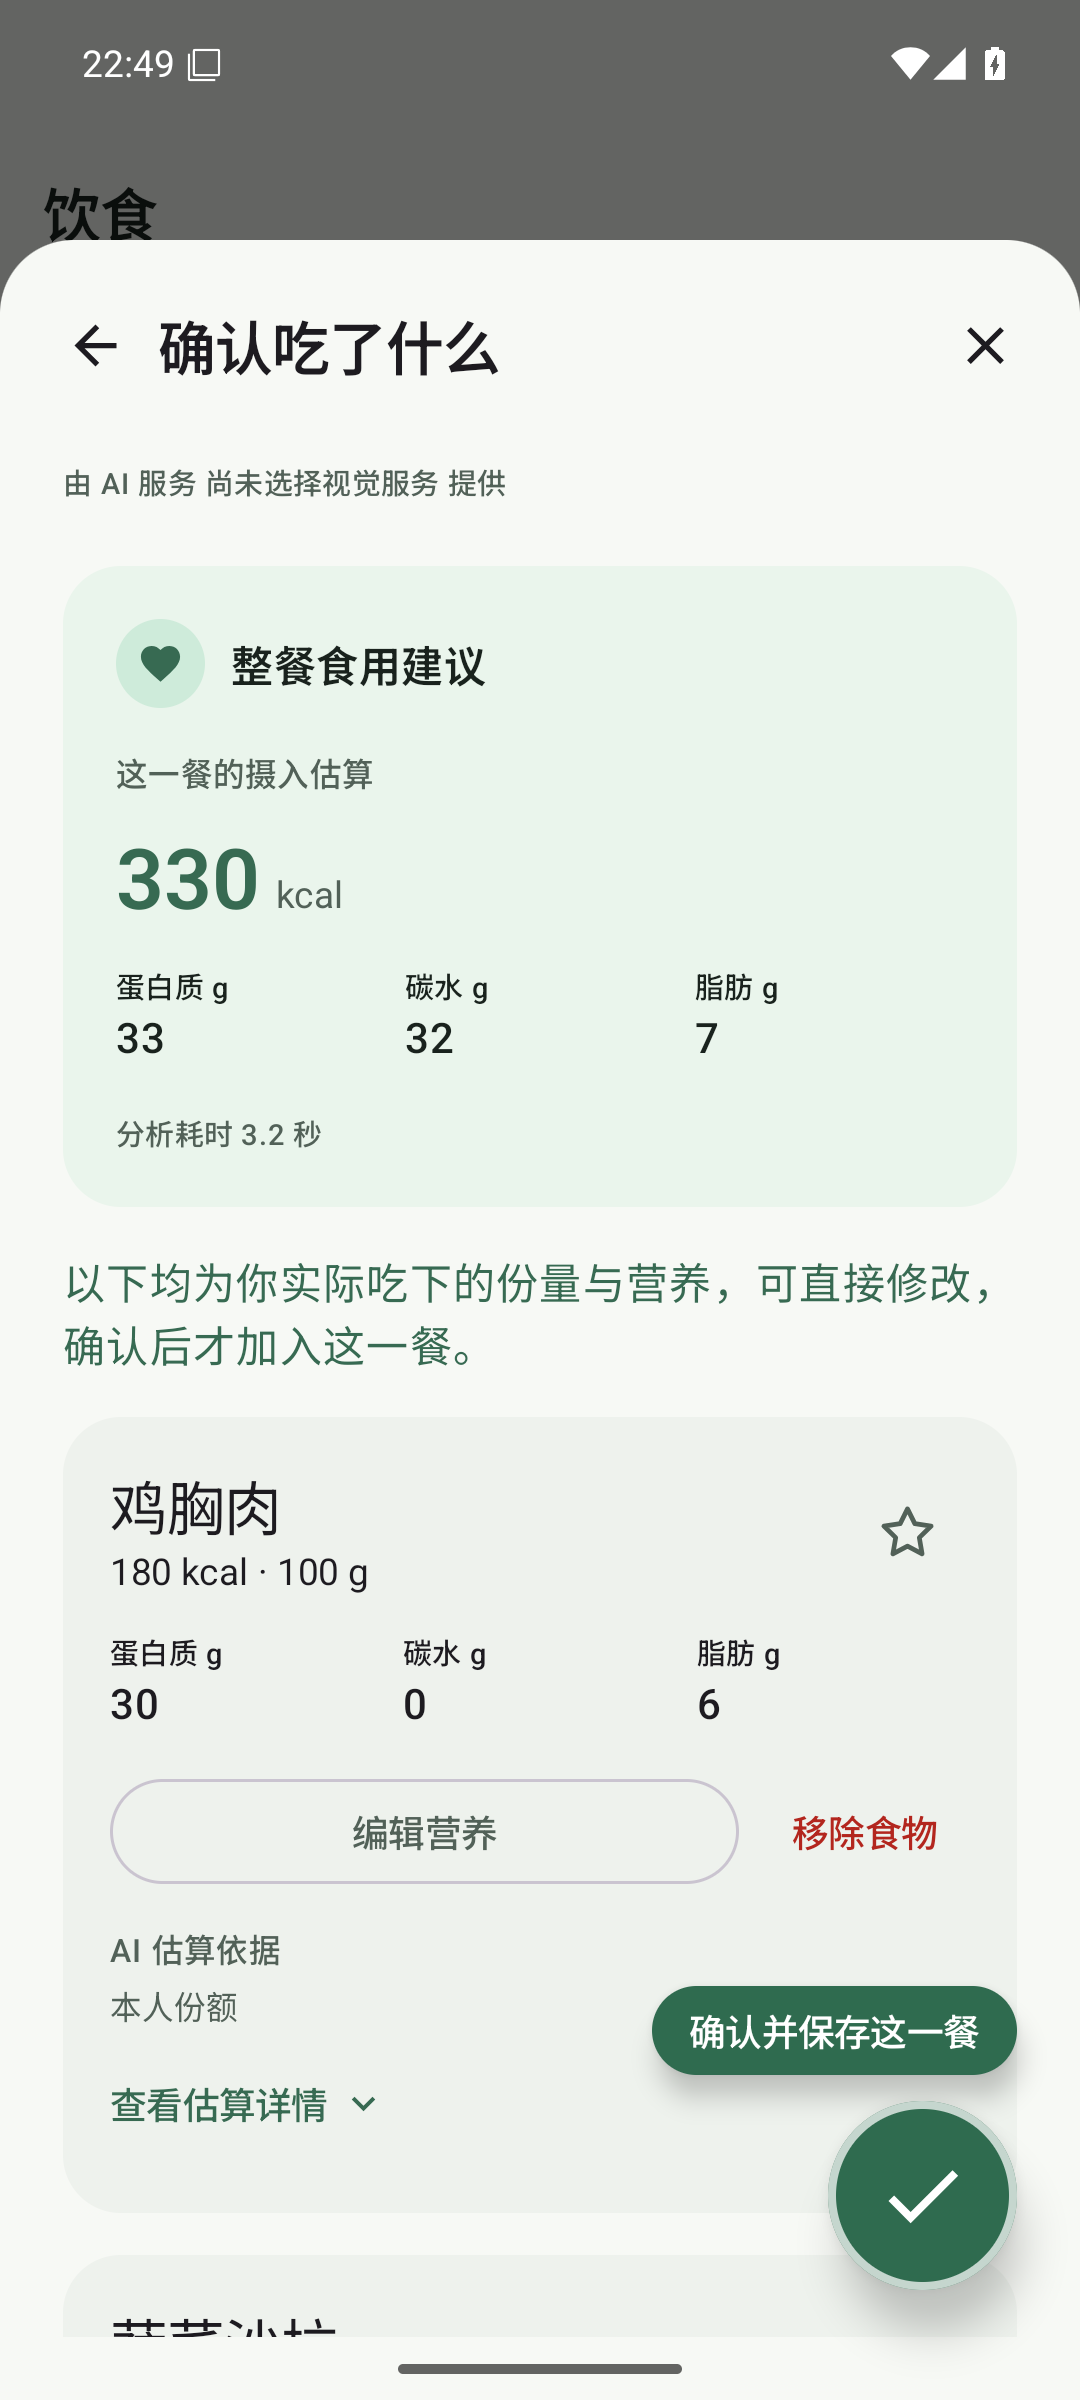 22:49
饮食
确认吃了什么
由 AI 服务 尚未选择视觉服务 提供
整餐食用建议
这一餐的摄入估算
330 kcal
蛋白质 g 碳水 g 脂肪 g
33 32 7
分析耗时 3.2 秒
以下均为你实际吃下的份量与营养，可直接修改，
确认后才加入这一餐。
鸡胸肉
180 kcal · 100 g
蛋白质 g 碳水 g 脂肪 g
30 0 6
编辑营养 移除食物
AI 估算依据
本人份额
确认并保存这一餐
查看估算详情